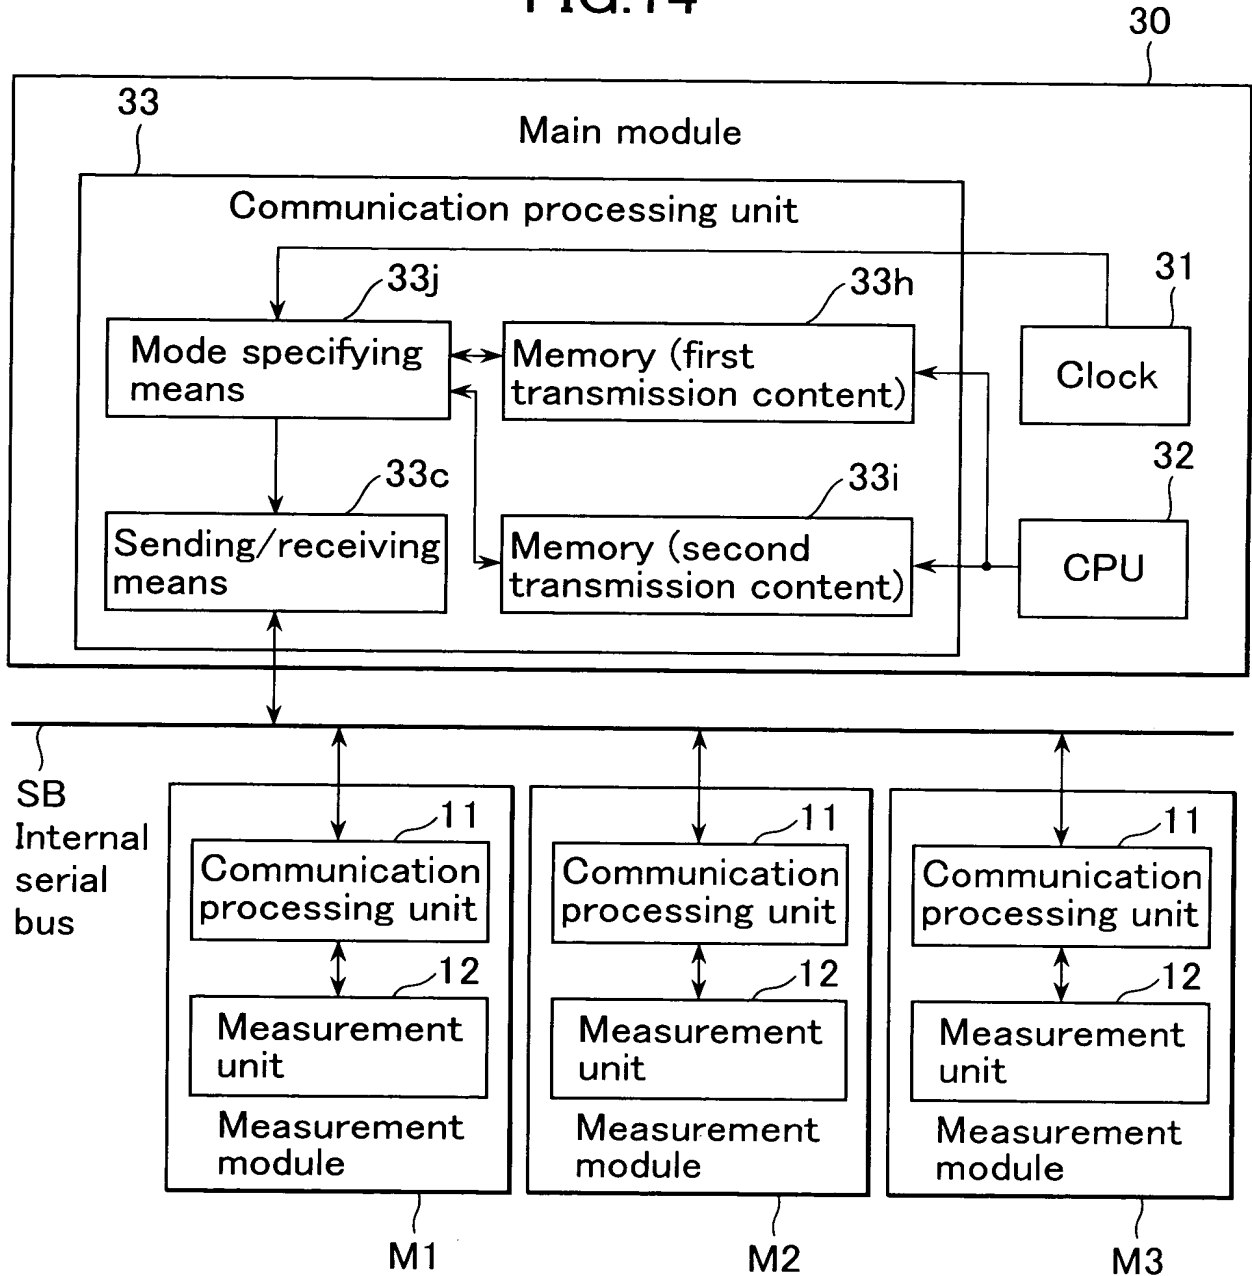 FIG.14
30
33
Main module
Communication processing unit
33j
33h
31
Mode specifying
means
Memory (first
transmission content)
Clock
33c
33i
32
Sending/receiving
means
Memory (second
transmission content)
CPU
SB
Internal
serial
bus
11
Communication
processing unit
12
Measurement
unit
Measurement
module
M1
11
Communication
processing unit
12
Measurement
unit
Measurement
module
M2
11
Communication
processing unit
12
Measurement
unit
Measurement
module
M3